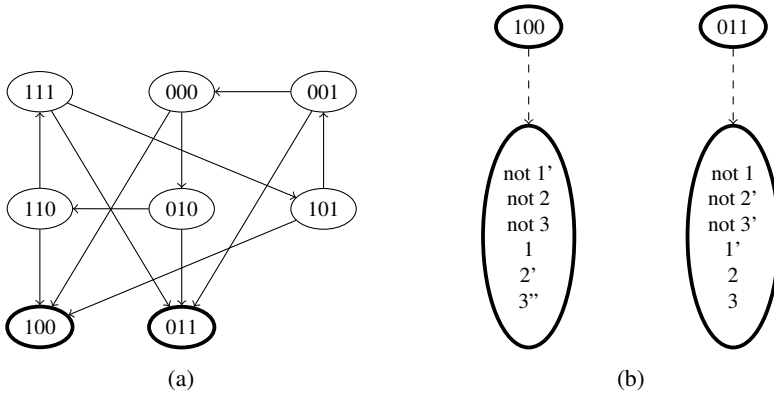 100 011
111 000 001
110 010 101
100 011
not 1’
not 2
not 3
1
2’
3”
not 1
not 2’
not 3’
1’
2
3
(a) (b)